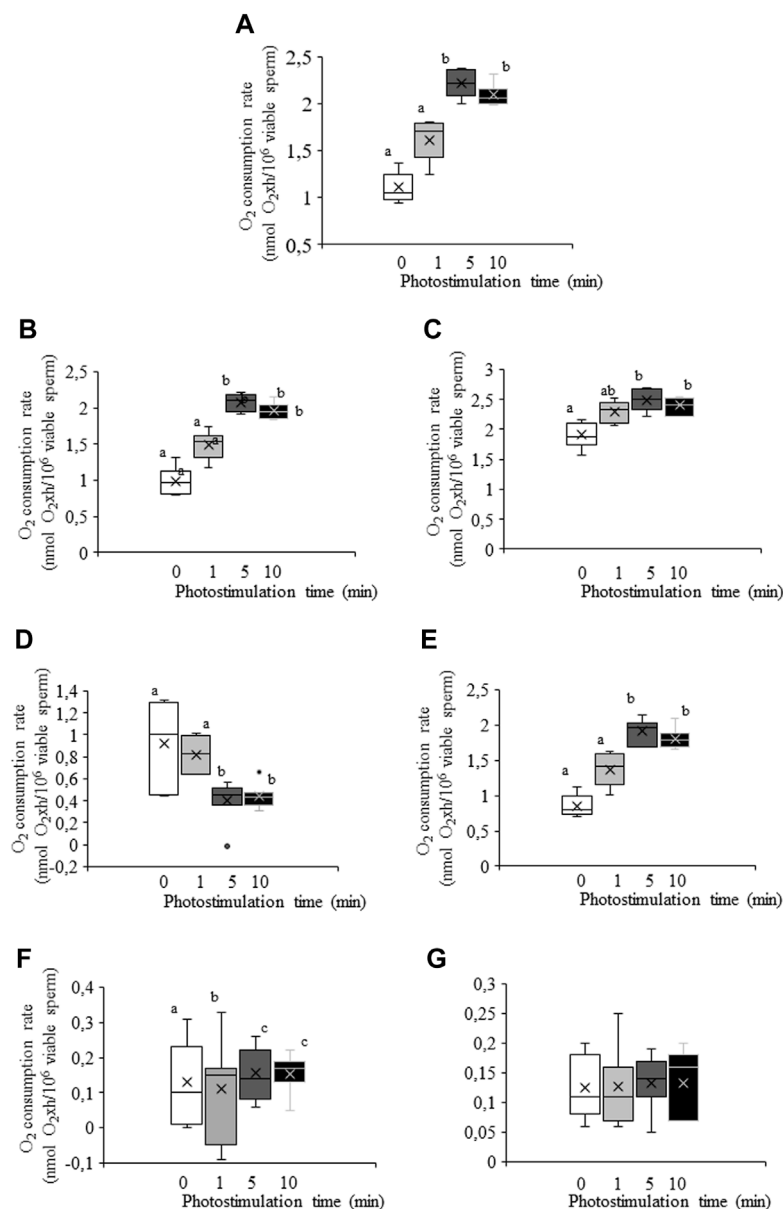 A
O2 consumption rate
(nmol O2xh/10^6 viable sperm)
2,5
2
1,5
1
0,5
a
a
b
b
0 1 5 10
Photostimulation time (min)
B
O2 consumption rate
(nmol O2xh/10^6 viable sperm)
2,5
2
1,5
1
0,5
0
a
a
a
a
b
b
b
b
0 1 5 10
Photostimulation time (min)
C
O2 consumption rate
(nmol O2xh/10^6 viable sperm)
3
2,5
2
1,5
1
0,5
0
a
ab
b
b
0 1 5 10
Photostimulation time (min)
D
O2 consumption rate
(nmol O2xh/10^6 viable sperm)
1,4
1,2
1
0,8
0,6
0,4
0,2
0
-0,2
a
a
b
b
0 1 5 10
Photostimulation time (min)
E
O2 consumption rate
(nmol O2xh/10^6 viable sperm)
2,5
2
1,5
1
0,5
0
a
a
b
b
0 1 5 10
Photostimulation time (min)
F
O2 consumption rate
(nmol O2xh/10^6 viable sperm)
0,4
0,3
0,2
0,1
0
-0,1
a
b
c
c
0 1 5 10
Photostimulation time (min)
G
0,3
0,25
0,2
0,15
0,1
0,05
0
0 1 5 10
Photostimulation time (min)